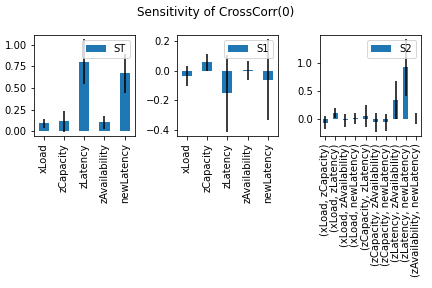 Sensitivity of CrossCorr(0)
ST
1.00
0.75
0.50
0.25
0.00
xLoad
zCapacity
zLatency
zAvailability
newLatency
S1
0.2
0.0
−0.2
−0.4
xLoad
zCapacity
zLatency
zAvailability
newLatency
S2
1.0
0.5
0.0
(xLoad, zCapacity)
(xLoad, zLatency)
(xLoad, zAvailability)
(xLoad, newLatency)
(zCapacity, zLatency)
(zCapacity, zAvailability)
(zCapacity, newLatency)
(zLatency, zAvailability)
(zLatency, newLatency)
(zAvailability, newLatency)